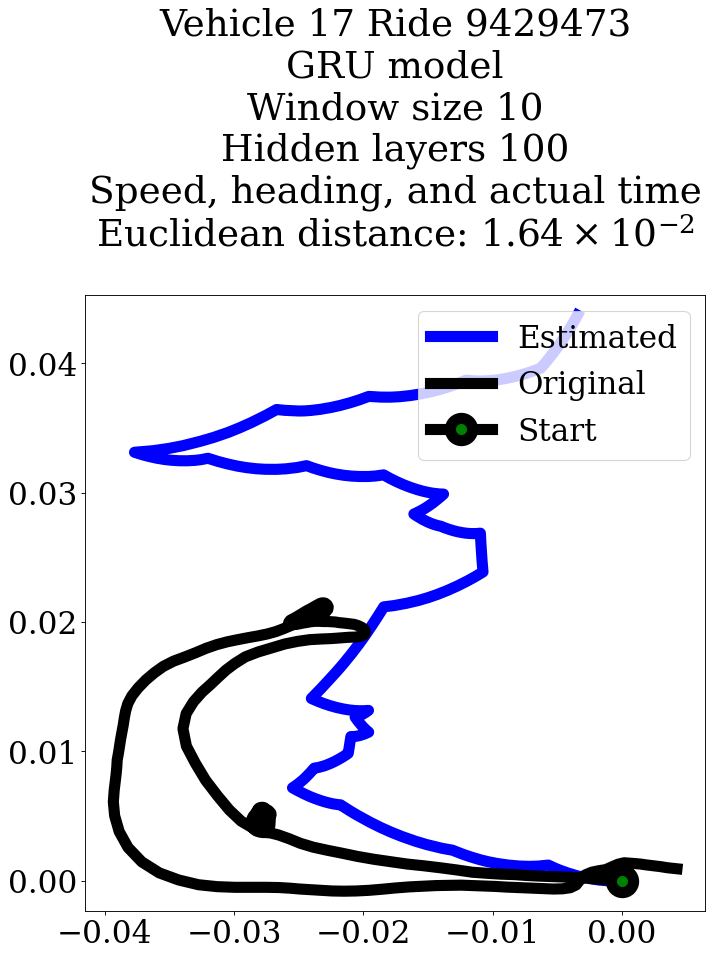 Vehicle 17 Ride 9429473
GRU model
Window size 10
Hidden layers 100
Speed, heading, and actual time
Euclidean distance: 1.64 × 10⁻²
Estimated
Original
Start
0.04
0.03
0.02
0.01
0.00
−0.04 −0.03 −0.02 −0.01 0.00